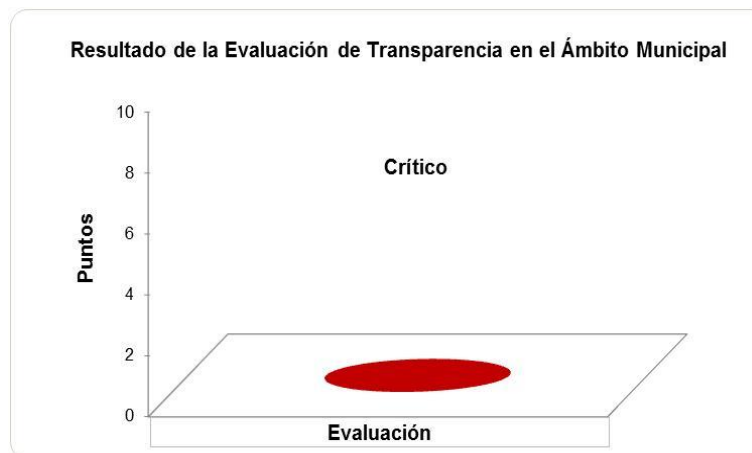 Resultado de la Evaluación de Transparencia en el Ámbito Municipal
10
Crítico
8
6
Puntos
4
2
0
Evaluación